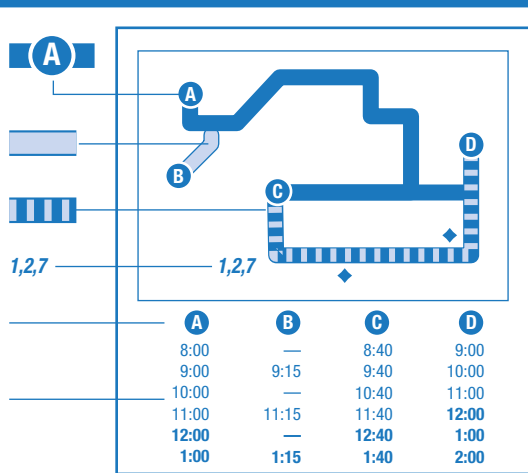 A
A
B
D
C
1,2,7 1,2,7
A B C D
8:00 — 8:40 9:00
9:00 9:15 9:40 10:00
10:00 — 10:40 11:00
11:00 11:15 11:40 12:00
12:00 — 12:40 1:00
1:00 1:15 1:40 2:00